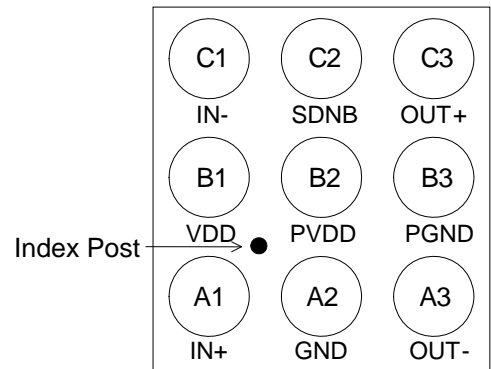 C1 C2 C3
IN- SDNB OUT+
B1 B2 B3
VDD PVDD PGND
Index Post
A1 A2 A3
IN+ GND OUT-